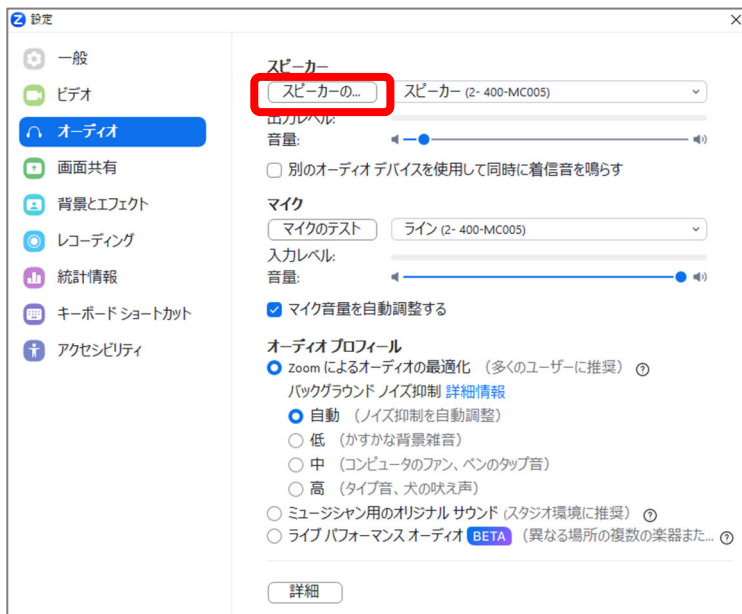 設定
一般
ビデオ
オーディオ
画面共有
背景とエフェクト
レコーディング
統計情報
キーボード ショートカット
アクセシビリティ
スピーカー
スピーカーの... スピーカー (2- 400-MC005)
出力レベル:
音量:
別のオーディオ デバイスを使用して同時に着信音を鳴らす
マイク
マイクのテスト ライン (2- 400-MC005)
入力レベル:
音量:
マイク音量を自動調整する
オーディオ プロフィール
Zoom によるオーディオの最適化 (多くのユーザーに推奨)
バックグラウンド ノイズ抑制 詳細情報
自動 (ノイズ抑制を自動調整)
低 (かすかな背景雑音)
中 (コンピュータのファン、ペンのタップ音)
高 (タイプ音、犬の吠え声)
ミュージシャン用のオリジナル サウンド (スタジオ環境に推奨)
ライブ パフォーマンス オーディオ BETA (異なる場所の複数の楽器また...
詳細